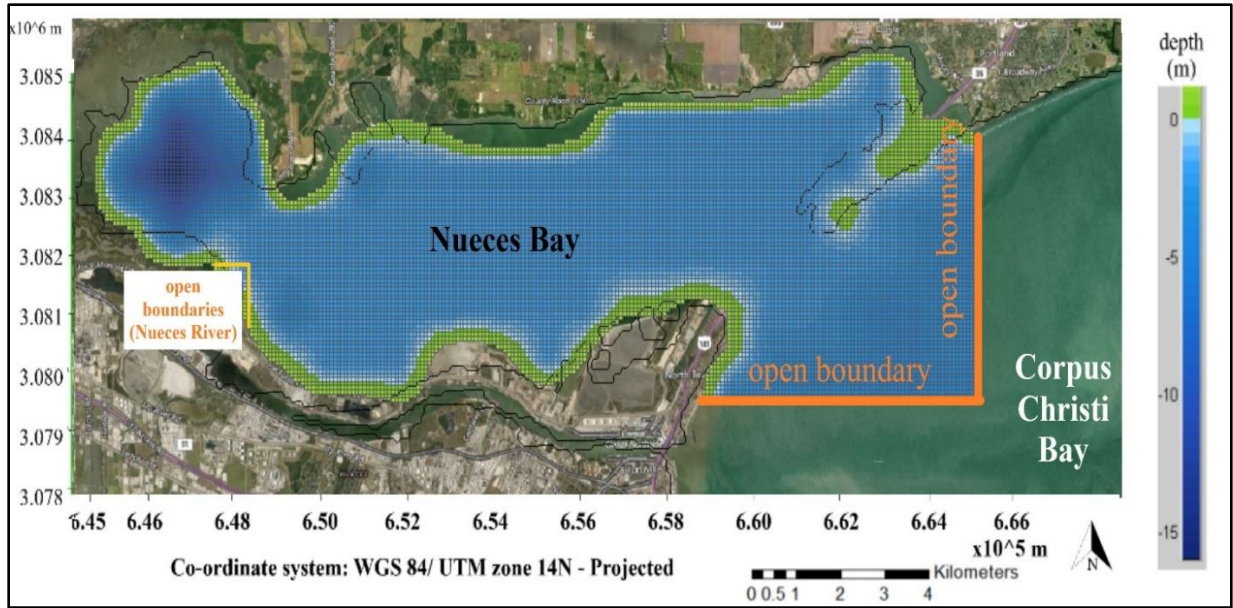 x10^6 m
3.085
3.084
3.083
3.082
3.081
3.080
3.079
3.078
6.45
6.46
6.48
6.50
6.52
6.54
6.56
6.58
6.60
6.62
6.64
6.66
x10^5 m
Nueces Bay
open
boundaries
(Nueces River)
open boundary
open boundary
Corpus
Christi
Bay
Portland
181
depth
(m)
0
-5
-10
-15
Co-ordinate system: WGS 84/ UTM zone 14N - Projected
Kilometers
0 0.5 1 2 3 4
N